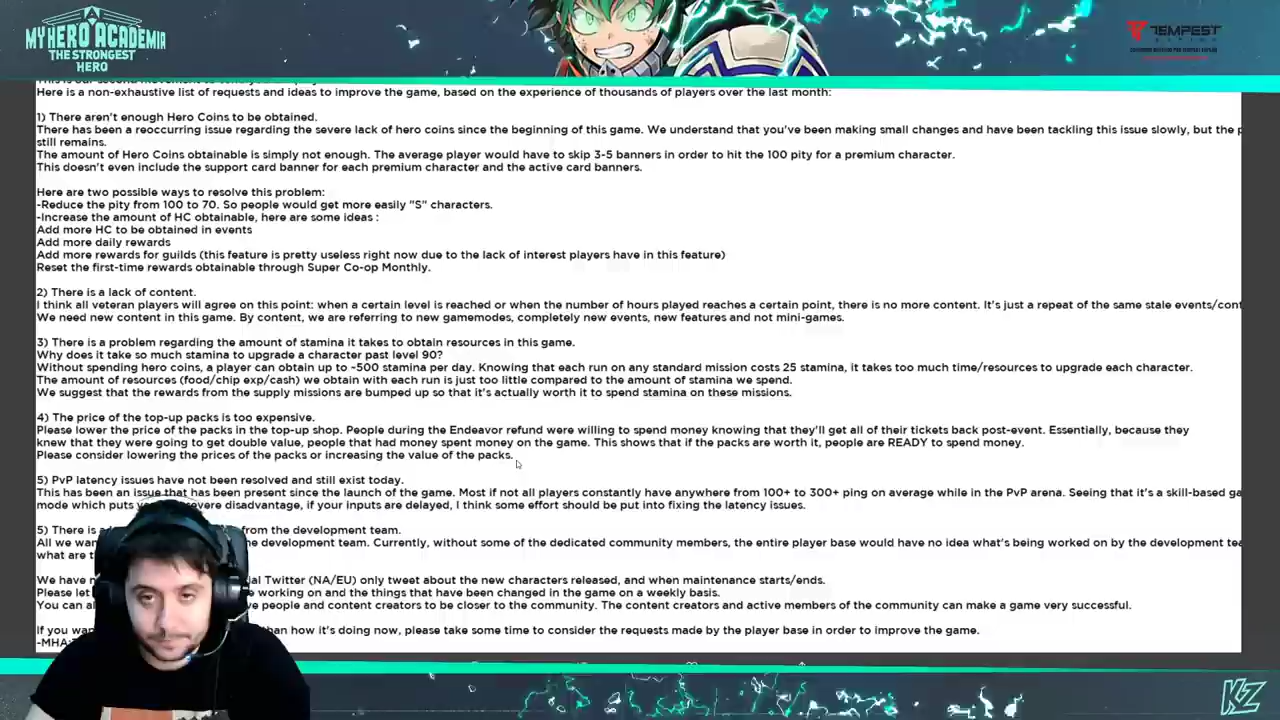 MY HERO ACADEMIA
THE STRONGEST
HERO
TEMPEST
Here is a non-exhaustive list of requests and ideas to improve the game, based on the experience of thousands of players over the last month:
1) There aren't enough Hero Coins to be obtained.
There has been a reoccurring issue regarding the severe lack of hero coins since the beginning of this game. We understand that you've been making small changes and have been tackling this issue slowly, but the p
still remains.
The amount of Hero Coins obtainable is simply not enough. The average player would have to skip 3-5 banners in order to hit the 100 pity for a premium character.
This doesn't even include the support card banner for each premium character and the active card banners.
Here are two possible ways to resolve this problem:
-Reduce the pity from 100 to 70. So people would get more easily "S" characters.
-Increase the amount of HC obtainable, here are some ideas :
Add more HC to be obtained in events
Add more daily rewards
Add more rewards for guilds (this feature is pretty useless right now due to the lack of interest players have in this feature)
Reset the first-time rewards obtainable through Super Co-op Monthly.
2) There is a lack of content.
I think all veteran players will agree on this point: when a certain level is reached or when the number of hours played reaches a certain point, there is no more content. It's just a repeat of the same stale events/cont
We need new content in this game. By content, we are referring to new gamemodes, completely new events, new features and not mini-games.
3) There is a problem regarding the amount of stamina it takes to obtain resources in this game.
Why does it take so much stamina to upgrade a character past level 90?
Without spending hero coins, a player can obtain up to ~500 stamina per day. Knowing that each run on any standard mission costs 25 stamina, it takes too much time/resources to upgrade each character.
The amount of resources (food/chip exp/cash) we obtain with each run is just too little compared to the amount of stamina we spend.
We suggest that the rewards from the supply missions are bumped up so that it's actually worth it to spend stamina on these missions.
4) The price of the top-up packs is too expensive.
Please lower the price of the packs in the top-up shop. People during the Endeavor refund were willing to spend money knowing that they'll get all of their tickets back post-event. Essentially, because they
knew that they were going to get double value, people that had money spent money on the game. This shows that if the packs are worth it, people are READY to spend money.
Please consider lowering the prices of the packs or increasing the value of the packs.
5) PvP latency issues have not been resolved and still exist today.
This has been an issue that has been present since the launch of the game. Most if not all players constantly have anywhere from 100+ to 300+ ping on average while in the PvP arena. Seeing that it's a skill-based ga
mode which puts severe disadvantage, if your inputs are delayed, I think some effort should be put into fixing the latency issues.
5) There is from the development team.
All we wan development team. Currently, without some of the dedicated community members, the entire player base would have no idea what's being worked on by the development tea
what are t
We have Twitter (NA/EU) only tweet about the new characters released, and when maintenance starts/ends.
Please let working on and the things that have been changed in the game on a weekly basis.
You can al people and content creators to be closer to the community. The content creators and active members of the community can make a game very successful.
If you wan than how it's doing now, please take some time to consider the requests made by the player base in order to improve the game.
-MHA:
KZ